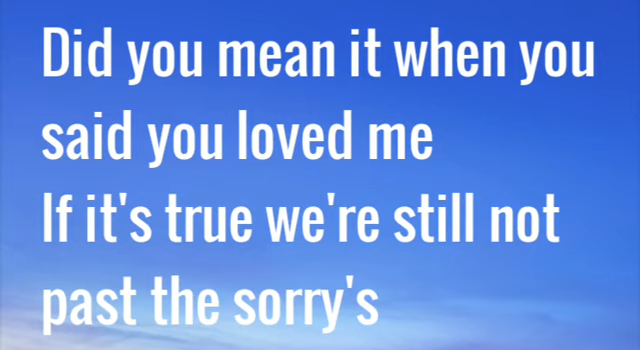 Did you mean it when you
said you loved me
If it's true we're still not
past the sorry's